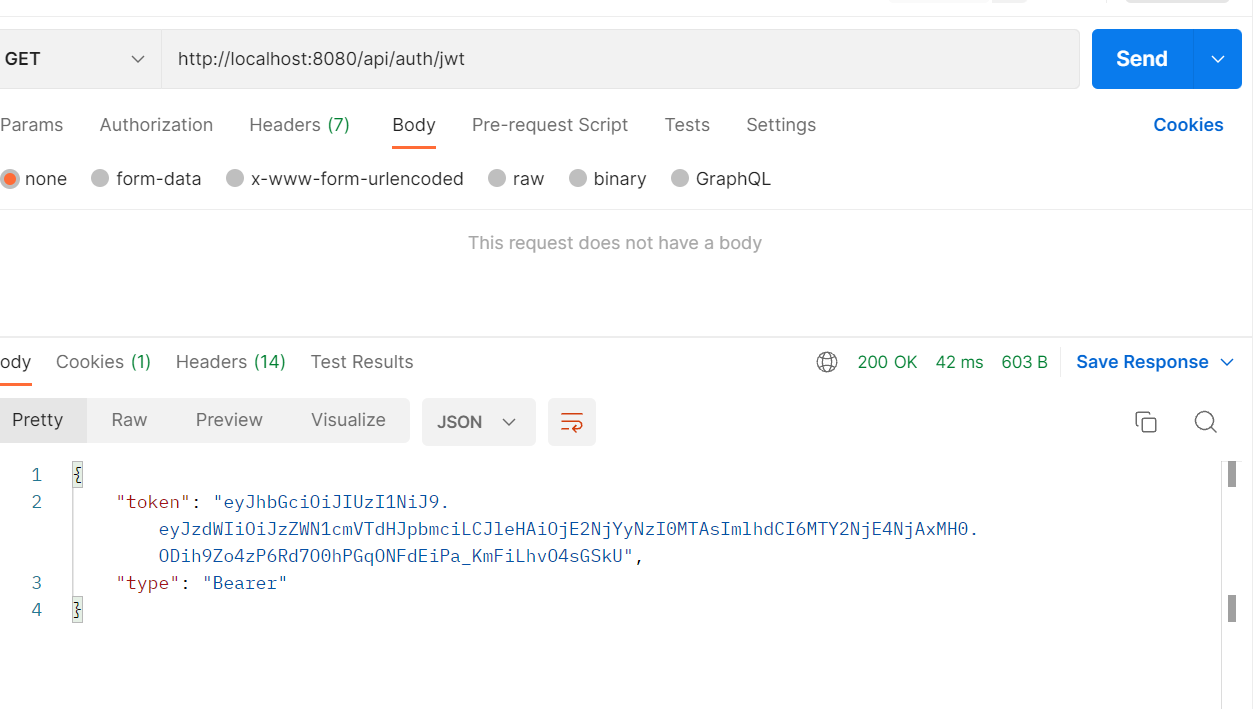 GET http://localhost:8080/api/auth/jwt Send
Params Authorization Headers (7) Body Pre-request Script Tests Settings Cookies
none form-data x-www-form-urlencoded raw binary GraphQL
This request does not have a body
ody Cookies (1) Headers (14) Test Results 200 OK 42 ms 603 B Save Response
Pretty Raw Preview Visualize JSON
1 {
2 "token": "eyJhbGciOiJIUzI1NiJ9.
eyJzdWIiOiJzZWN1cmVTdHJpbmciLCJleHAiOjE2NjYyNzI0MTAsImlhdCI6MTY2NjE4NjAxMH0.
ODih9Zo4zP6Rd7O0hPGqONFdEiPa_KmFiLhvO4sGSkU",
3 "type": "Bearer"
4 }